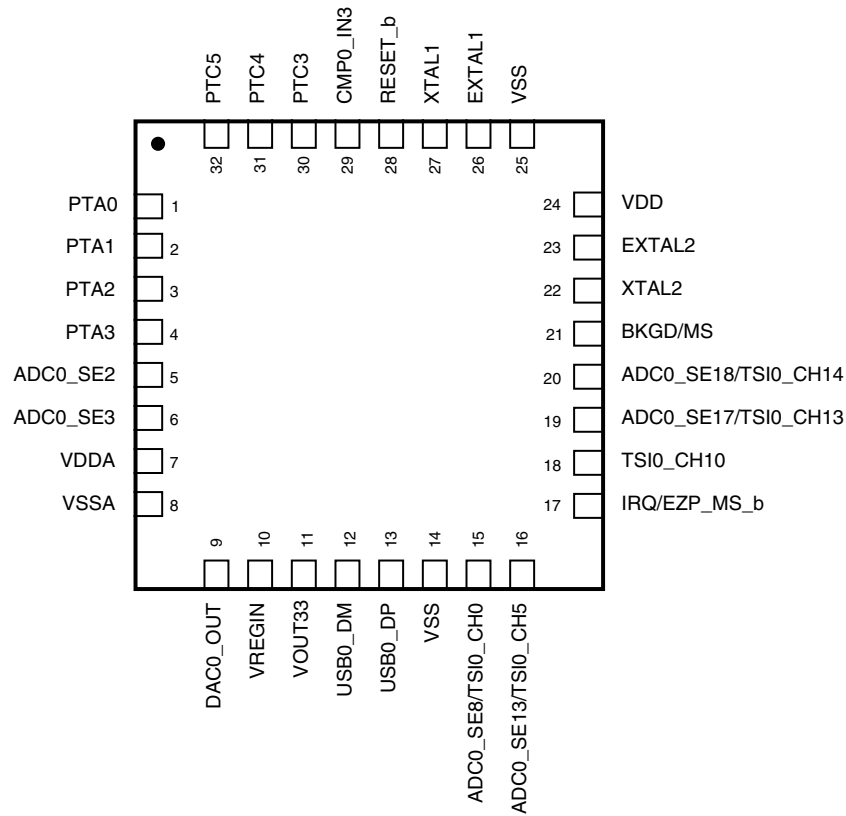 PTC5
PTC4
PTC3
CMP0_IN3
RESET_b
XTAL1
EXTAL1
VSS
32
31
30
29
28
27
26
25
PTA0 1
PTA1 2
PTA2 3
PTA3 4
ADC0_SE2 5
ADC0_SE3 6
VDDA 7
VSSA 8
24 VDD
23 EXTAL2
22 XTAL2
21 BKGD/MS
20 ADC0_SE18/TSI0_CH14
19 ADC0_SE17/TSI0_CH13
18 TSI0_CH10
17 IRQ/EZP_MS_b
9
10
11
12
13
14
15
16
DAC0_OUT
VREGIN
VOUT33
USB0_DM
USB0_DP
VSS
ADC0_SE8/TSI0_CH0
ADC0_SE13/TSI0_CH5